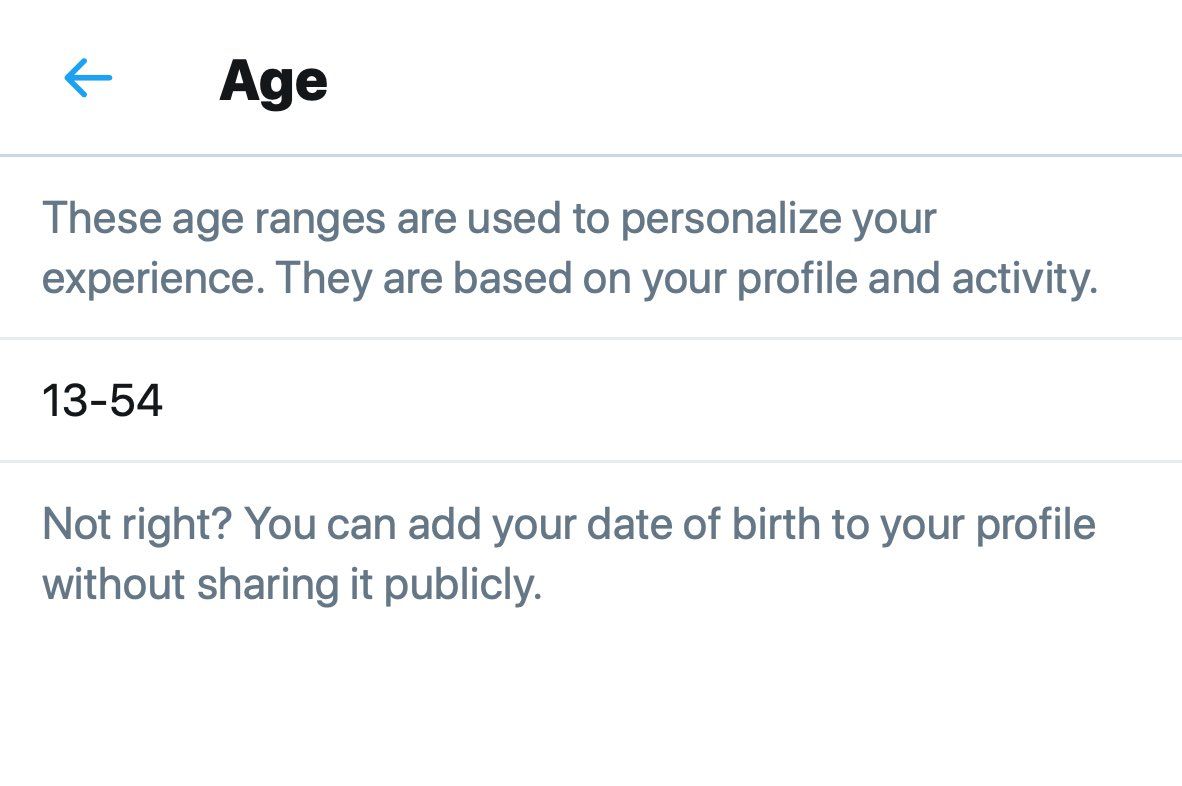 Age
These age ranges are used to personalize your
experience. They are based on your profile and activity.
13-54
Not right? You can add your date of birth to your profile
without sharing it publicly.